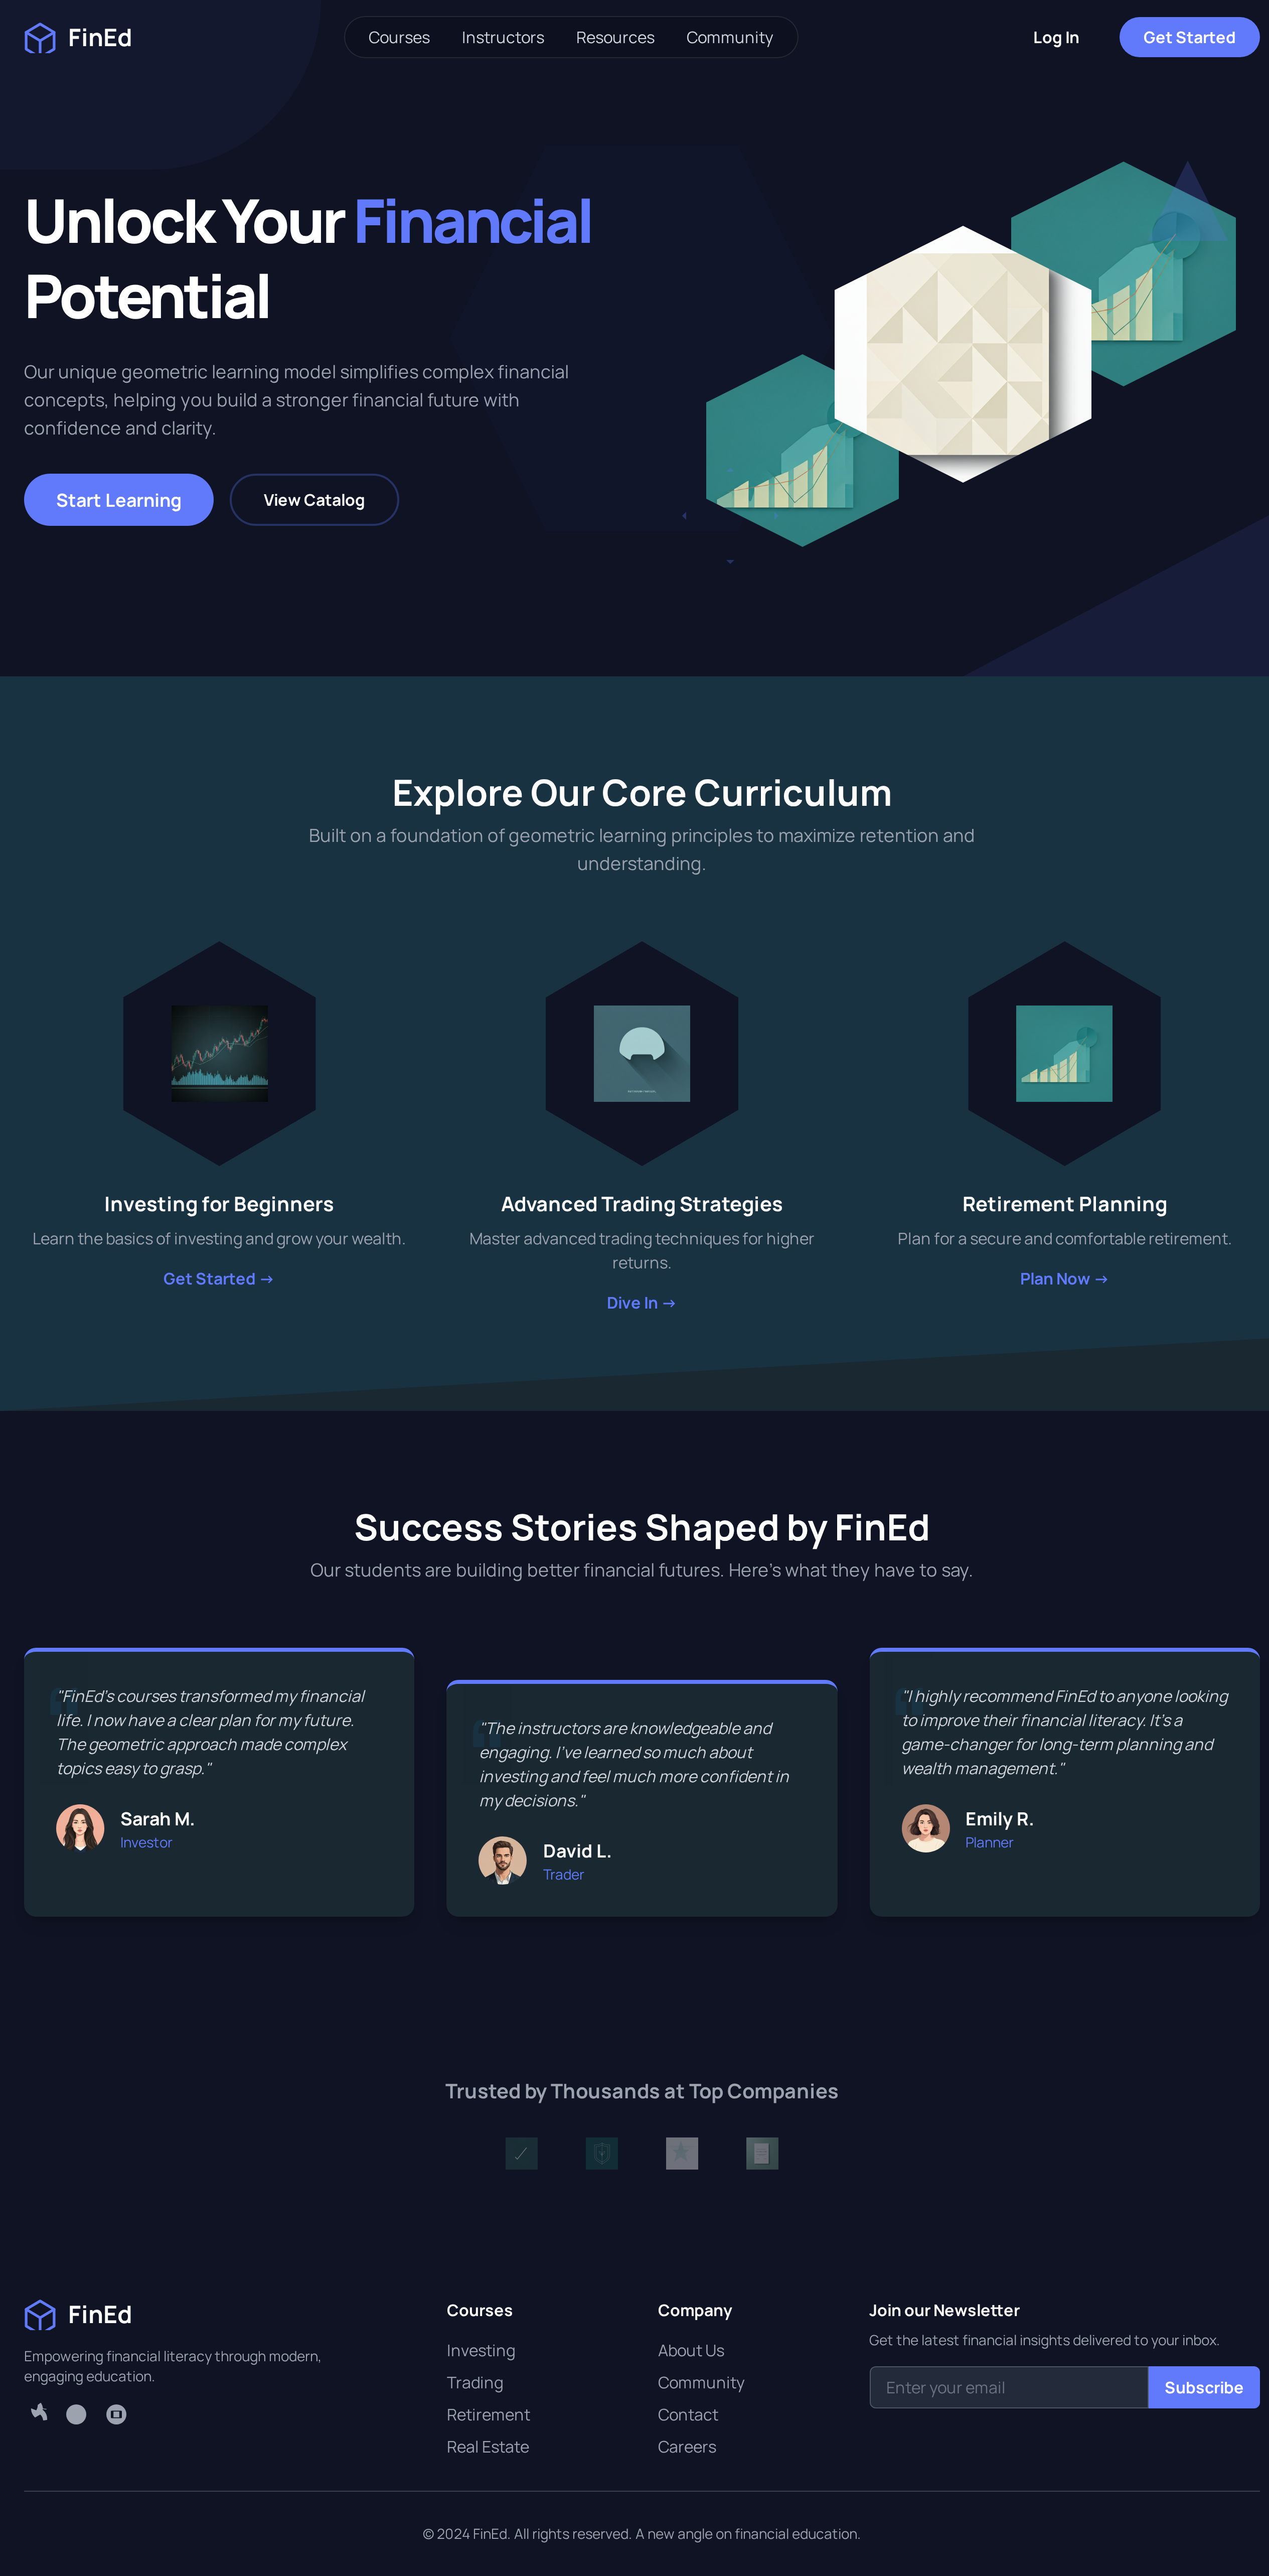 FinEd
Courses
Instructors
Resources
Community
Log In
Get Started
Unlock Your Financial
Potential
Our unique geometric learning model simplifies complex financial
concepts, helping you build a stronger financial future with
confidence and clarity.
Start Learning
View Catalog
Explore Our Core Curriculum
Built on a foundation of geometric learning principles to maximize retention and
understanding.
Investing for Beginners
Learn the basics of investing and grow your wealth.
Get Started →
Advanced Trading Strategies
Master advanced trading techniques for higher
returns.
Dive In →
Retirement Planning
Plan for a secure and comfortable retirement.
Plan Now →
Success Stories Shaped by FinEd
Our students are building better financial futures. Here's what they have to say.
"FinEd's courses transformed my financial
life. I now have a clear plan for my future.
The geometric approach made complex
topics easy to grasp."
Sarah M.
Investor
"The instructors are knowledgeable and
engaging. I've learned so much about
investing and feel much more confident in
my decisions."
David L.
Trader
"I highly recommend FinEd to anyone looking
to improve their financial literacy. It's a
game-changer for long-term planning and
wealth management."
Emily R.
Planner
Trusted by Thousands at Top Companies
FinEd
Empowering financial literacy through modern,
engaging education.
Courses
Investing
Trading
Retirement
Real Estate
Company
About Us
Community
Contact
Careers
Join our Newsletter
Get the latest financial insights delivered to your inbox.
Enter your email
Subscribe
© 2024 FinEd. All rights reserved. A new angle on financial education.